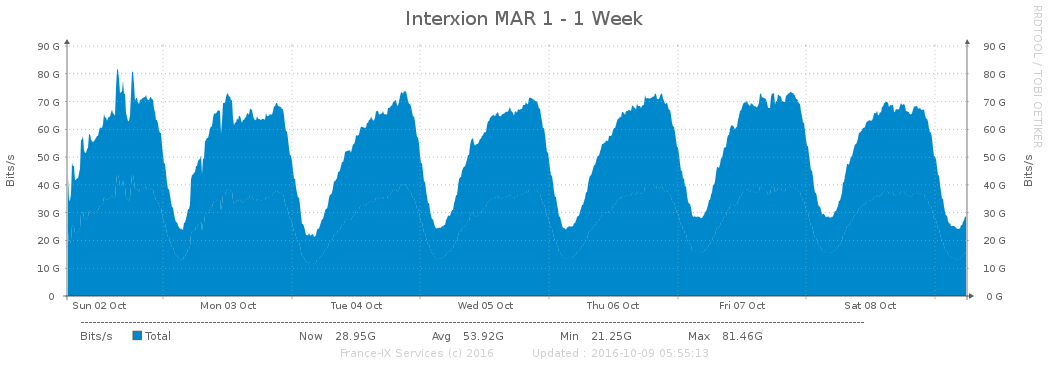 Interxion MAR 1 - 1 Week
RRDTOOL / TOBI OETIKER
Bits/s
90 G 90 G
80 G 80 G
70 G 70 G
60 G 60 G
50 G 50 G
40 G 40 G
30 G 30 G
20 G 20 G
10 G 10 G
0 0 G
Bits/s
Sun 02 Oct Mon 03 Oct Tue 04 Oct Wed 05 Oct Thu 06 Oct Fri 07 Oct Sat 08 Oct
Bits/s Total Now 28.95G Avg 53.92G Min 21.25G Max 81.46G
France-IX Services (c) 2016 Updated : 2016-10-09 05:55:13